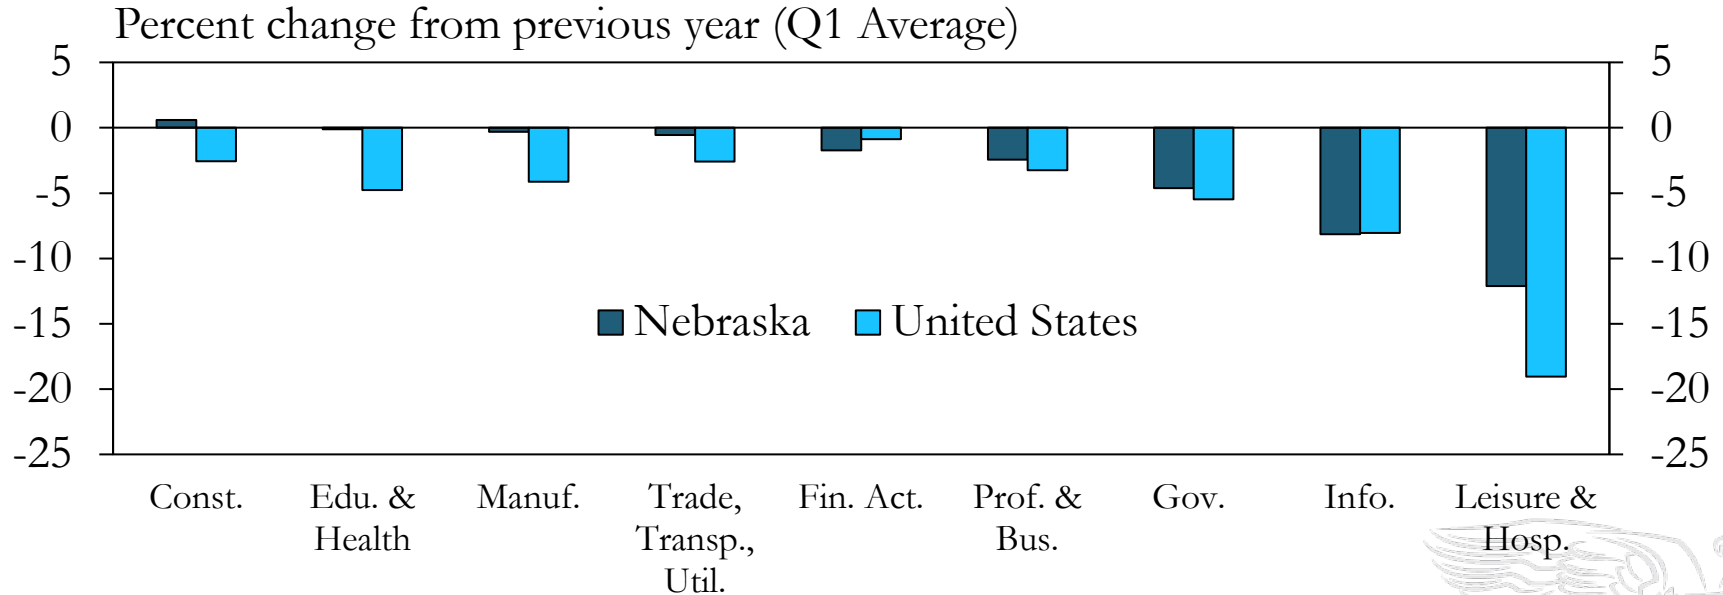 Percent change from previous year (Q1 Average)
5 5
0 0
-5 -5
-10 -10
-15 Nebraska United States -15
-20 -20
-25 -25
Const. Edu. & Manuf. Trade, Fin. Act. Prof. & Gov. Info. Leisure &
Health Transp., Bus. Hosp.
Util.